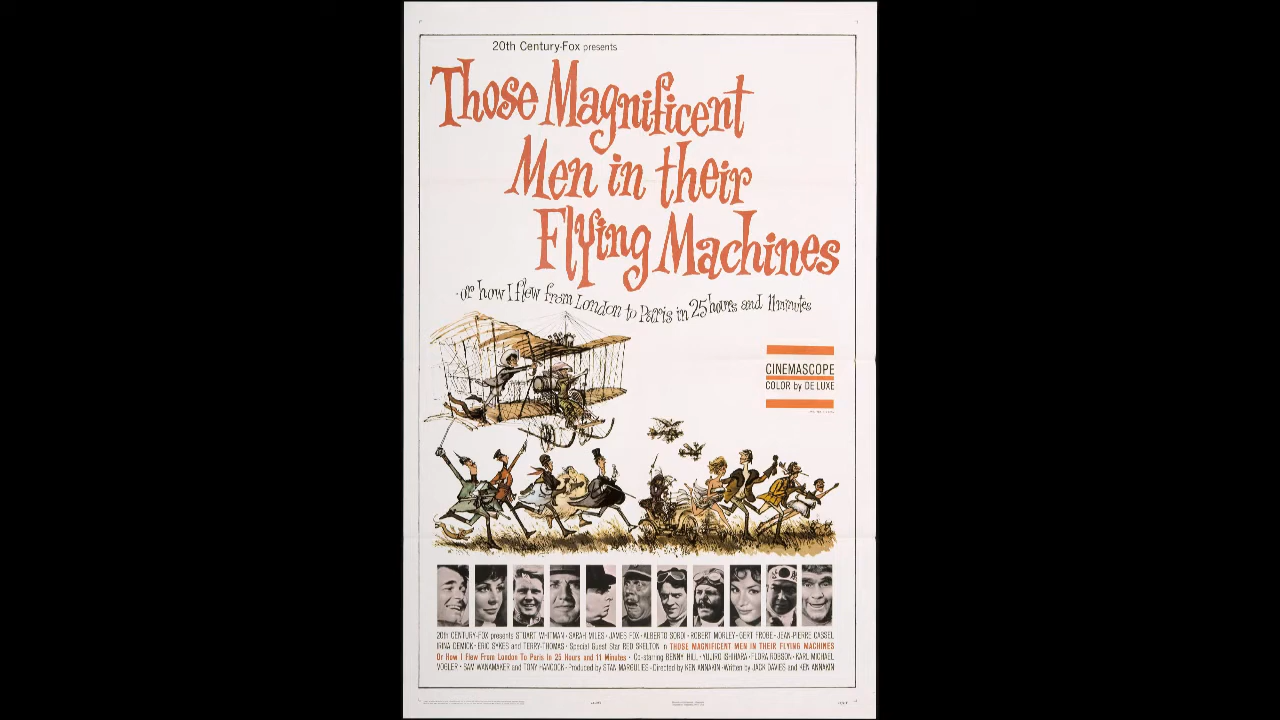 20th Century-Fox presents
Those Magnificent
Men in their
Flying Machines
or how I flew from London to Paris in 25 hours and 11 minutes
CINEMASCOPE
COLOR by DE LUXE
20th CENTURY-FOX presents STUART WHITMAN · SARAH MILES · JAMES FOX · ALBERTO SORDI · ROBERT MORLEY · GERT FROBE · JEAN-PIERRE CASSEL
IRINA DEMICK · ERIC SYKES and TERRY-THOMAS · Special Guest Star RED SKELTON in THOSE MAGNIFICENT MEN IN THEIR FLYING MACHINES
Or How I Flew From London To Paris In 25 Hours and 11 Minutes · Co-starring BENNY HILL · YUJIRO ISHIHARA · FLORA ROBSON · KARL MICHAEL
VOGLER · SAM WANAMAKER and TONY HANCOCK · Produced by STAN MARGULIES · Directed by KEN ANNAKIN · Written by JACK DAVIES and KEN ANNAKIN